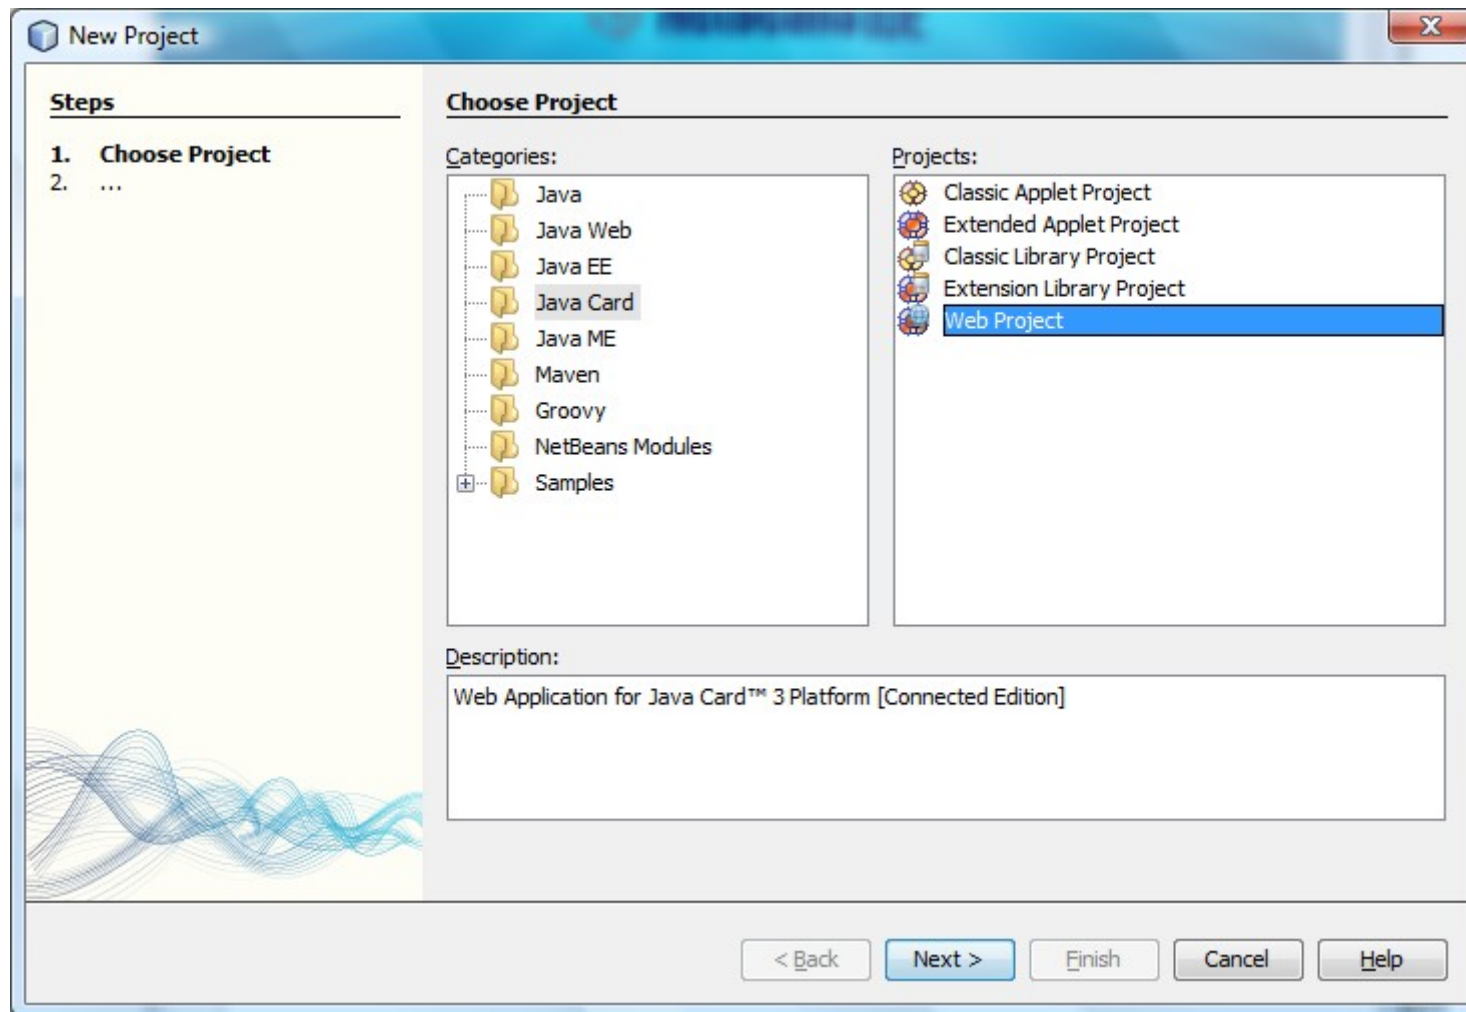 New Project
Steps
1. Choose Project
2. ...
Choose Project
Categories:
Java
Java Web
Java EE
Java Card
Java ME
Maven
Groovy
NetBeans Modules
Samples
Projects:
Classic Applet Project
Extended Applet Project
Classic Library Project
Extension Library Project
Web Project
Description:
Web Application for Java Card™ 3 Platform [Connected Edition]
< Back
Next >
Finish
Cancel
Help